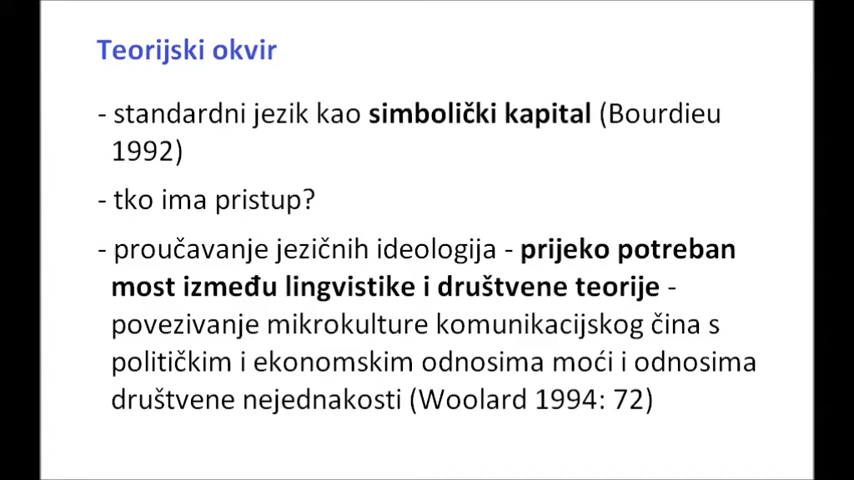 Teorijski okvir
- standardni jezik kao simbolički kapital (Bourdieu
1992)
- tko ima pristup?
- proučavanje jezičnih ideologija - prijeko potreban
most između lingvistike i društvene teorije -
povezivanje mikrokulture komunikacijskog čina s
političkim i ekonomskim odnosima moći i odnosima
društvene nejednakosti (Woolard 1994: 72)